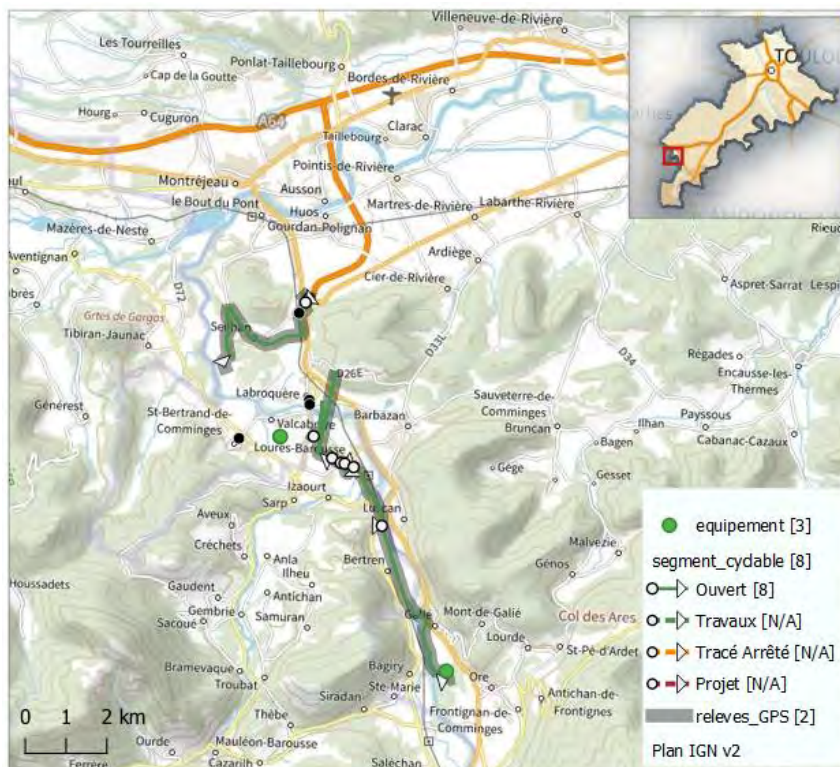 Villeneuve-de-Rivière
Les Tourreilles
Ponlat-Taillebourg
Cap de la Goutte
Bordes-de-Rivière
TOULOU
Hourg
Cuguron
A64
Clarac
Taillebourg
Pointis-de-Rivière
Montréjeau
Ausson
le Bout du Pont
Huos
Martres-de-Rivière
Labarthe-Rivière
Mazères-de-Neste
Gourdan-Polignan
Aventignan
Ardiège
Rieuc
Cier-de-Rivière
D72
Aspret-Sarrat
Lespi
Grtes de Gargas
Tibiran-Jaunac
D33L
D34
Régades
D26E
Encausse-les-
Thermes
Labroquère
Générest
St-Bertrand-de-
Comminges
Valcabère
Barbazan
Sauveterre-de-
Comminges
Payssous
Bruncan
Ilhan
Loures-Barousse
Bagen
Cabanac-Cazaux
Gège
Gesset
Izaourt
Sarp
Aveux
Créchets
Malvezie
Anla
Bertren
Génos
Houssadets
Ilheu
Gaudent
Antichan
Gembrie
Mont-de-Galié
Col des Ares
Sacoué
Samuran
Lourde
St-Pé-d'Ardet
Bramevaque
Bagiry
Ore
Troubat
Ste-Marie
Antichan-de-
Frontignes
Siradan
Frontignan-de-
Comminges
Thèbe
Ourde
Mauléon-Barousse
Saléchan
Ferrère
Cazarilh
0 1 2 km
equipement [3]
segment_cyclable [8]
Ouvert [8]
Travaux [N/A]
Tracé Arrêté [N/A]
Projet [N/A]
releves_GPS [2]
Plan IGN v2